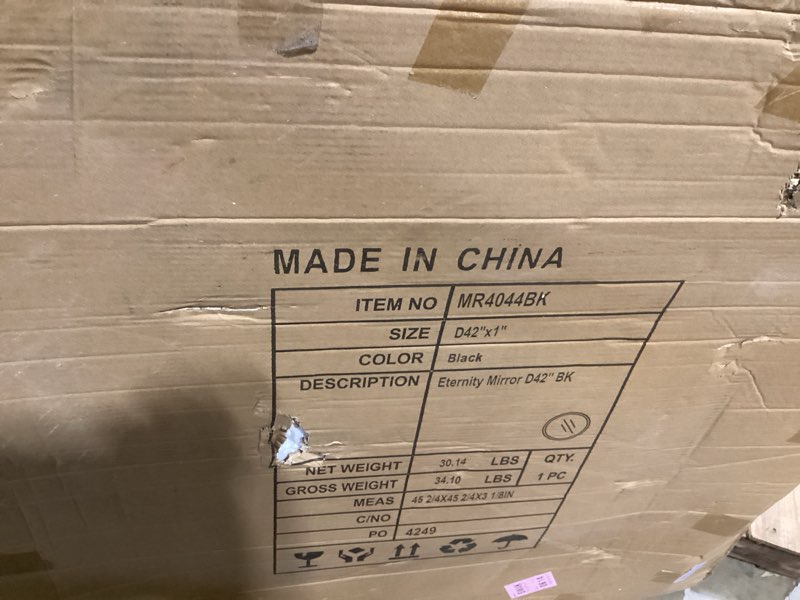 MADE IN CHINA
ITEM NO MR4044BK
SIZE D42"x1"
COLOR Black
DESCRIPTION Eternity Mirror D42" BK
NET WEIGHT 30.14 LBS QTY.
GROSS WEIGHT 34.10 LBS 1 PC
MEAS 45 2/4X45 2/4X3 1/8IN
C/NO
PO 4249